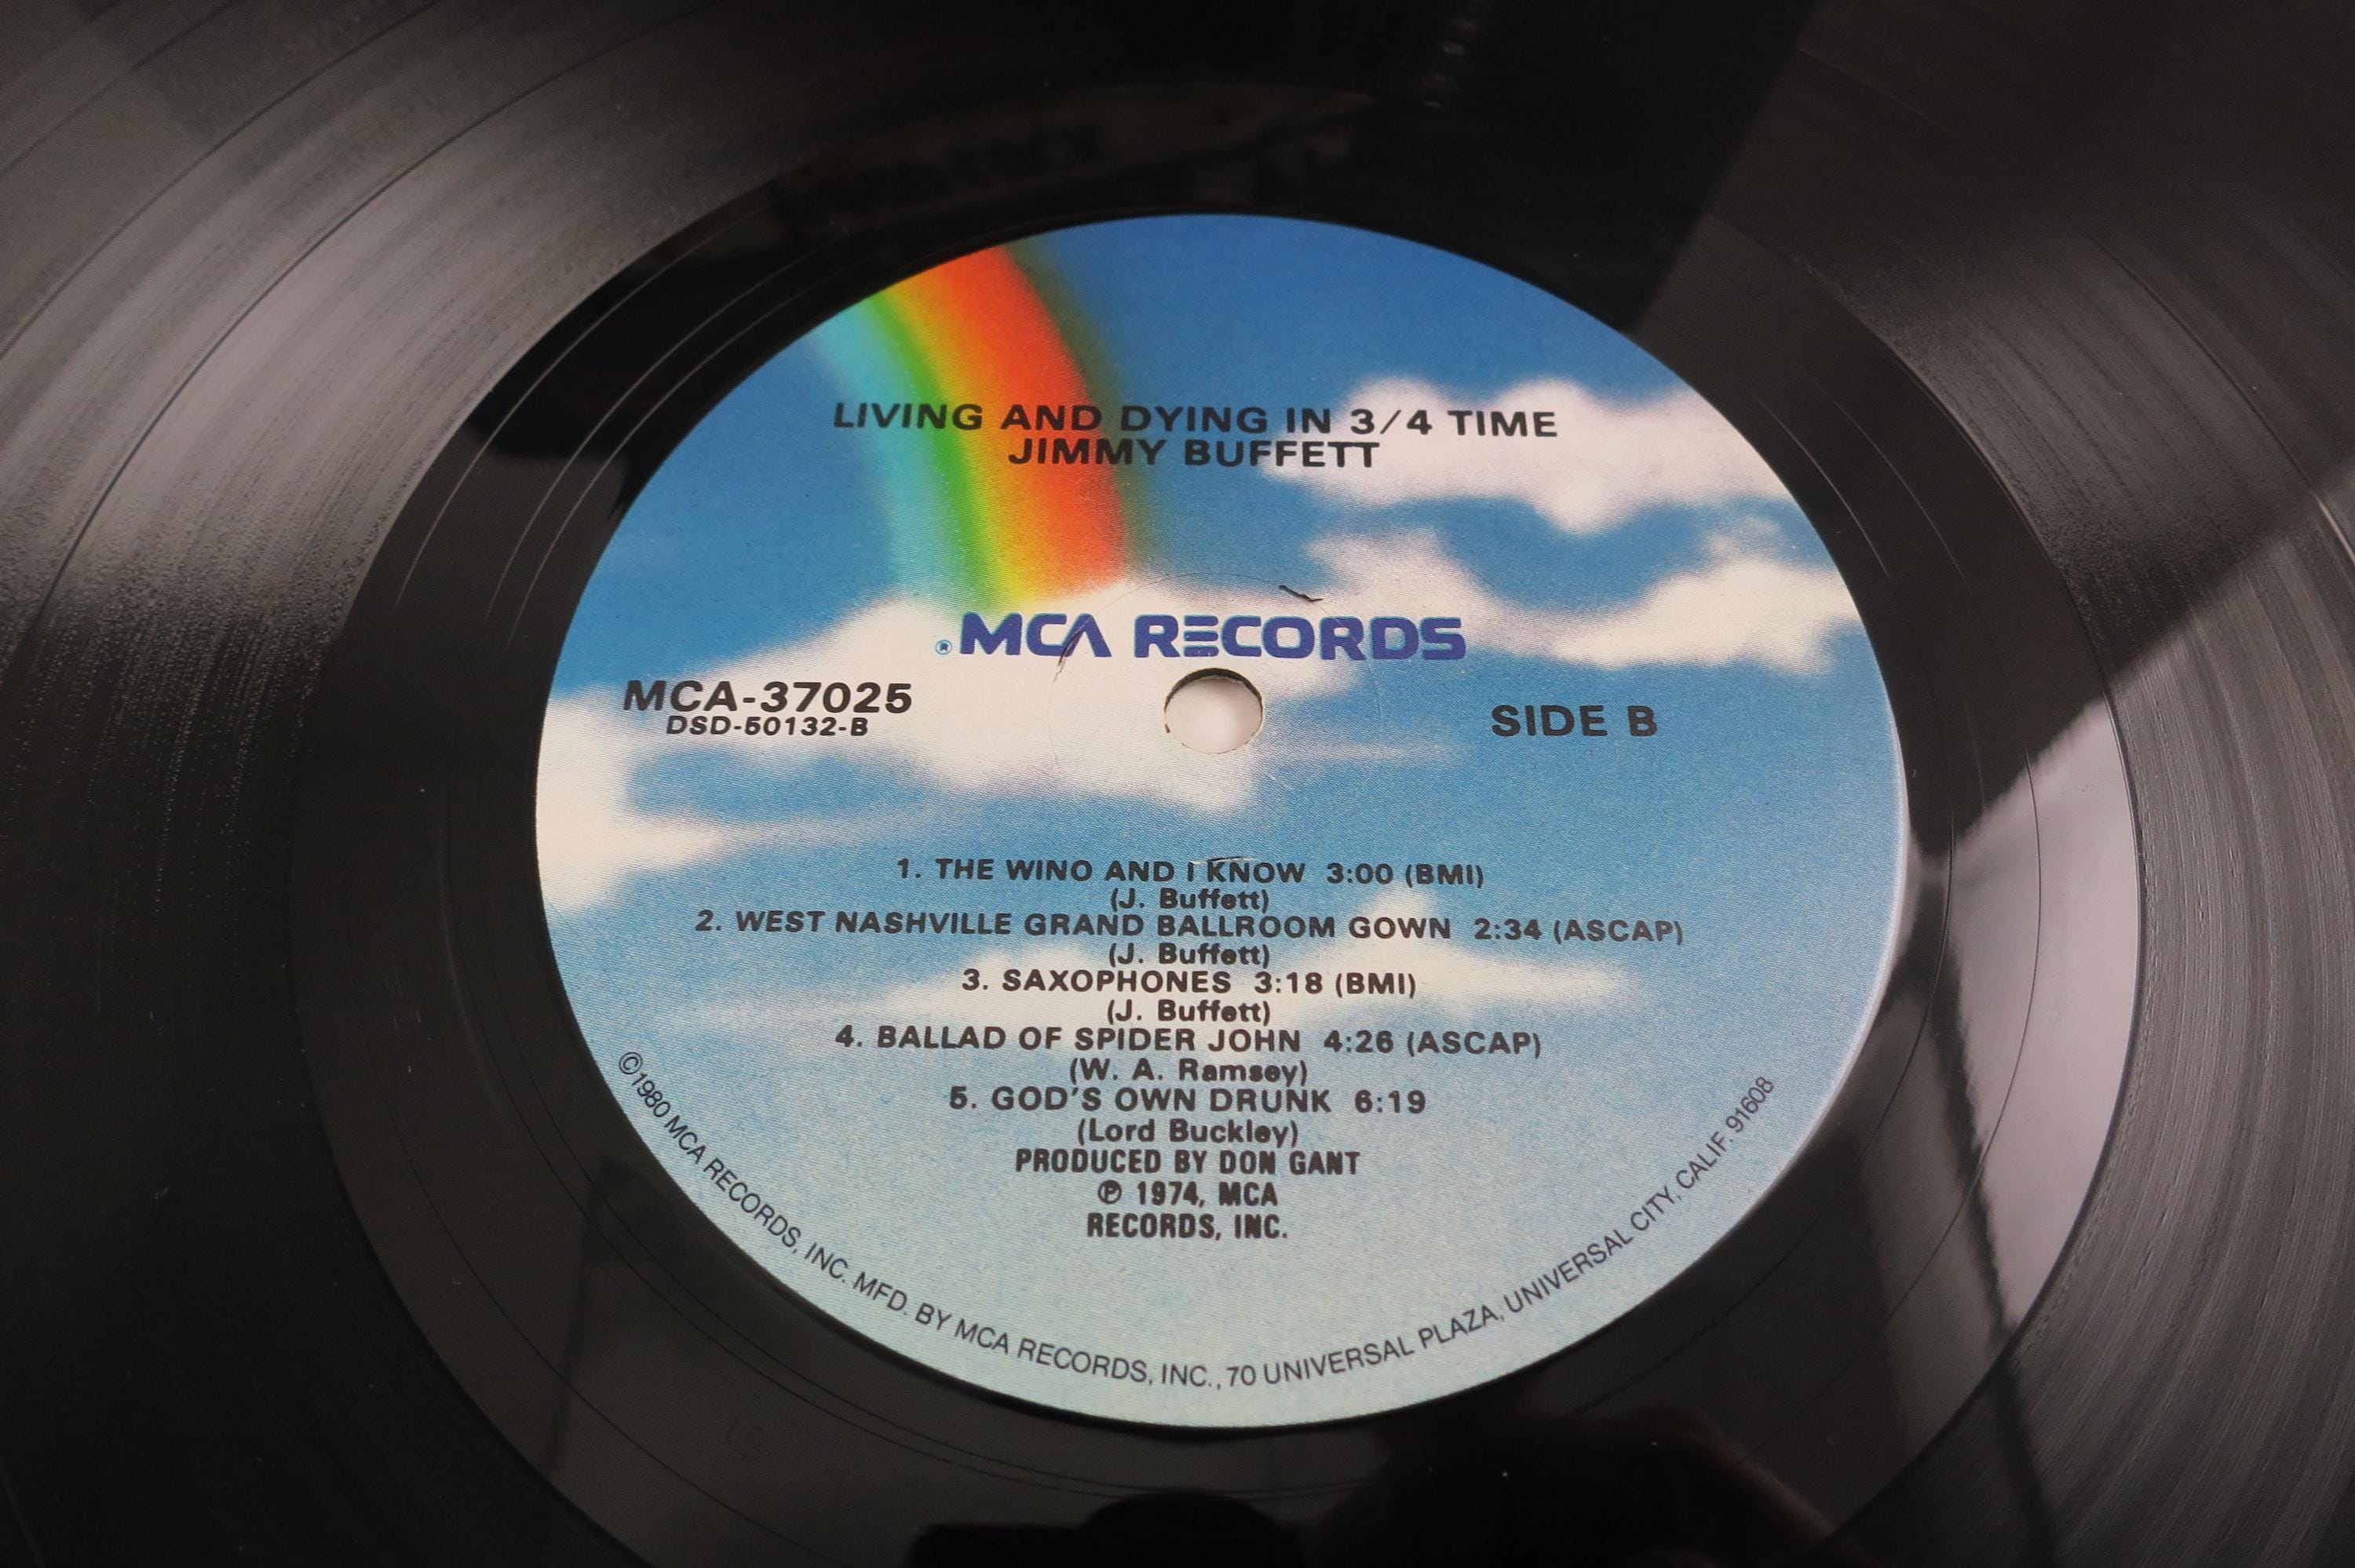 LIVING AND DYING IN 3/4 TIME
JIMMY BUFFETT
® MCA RECORDS
MCA-37025
DSD-50132-B
SIDE B
1. THE WINO AND I KNOW 3:00 (BMI)
(J. Buffett)
2. WEST NASHVILLE GRAND BALLROOM GOWN 2:34 (ASCAP)
(J. Buffett)
3. SAXOPHONES 3:18 (BMI)
(J. Buffett)
4. BALLAD OF SPIDER JOHN 4:26 (ASCAP)
(W. A. Ramsey)
5. GOD'S OWN DRUNK 6:19
(Lord Buckley)
PRODUCED BY DON GANT
℗ 1974, MCA
RECORDS, INC.
©1980 MCA RECORDS, INC. MFD. BY MCA RECORDS, INC., 70 UNIVERSAL PLAZA, UNIVERSAL CITY, CALIF. 91608